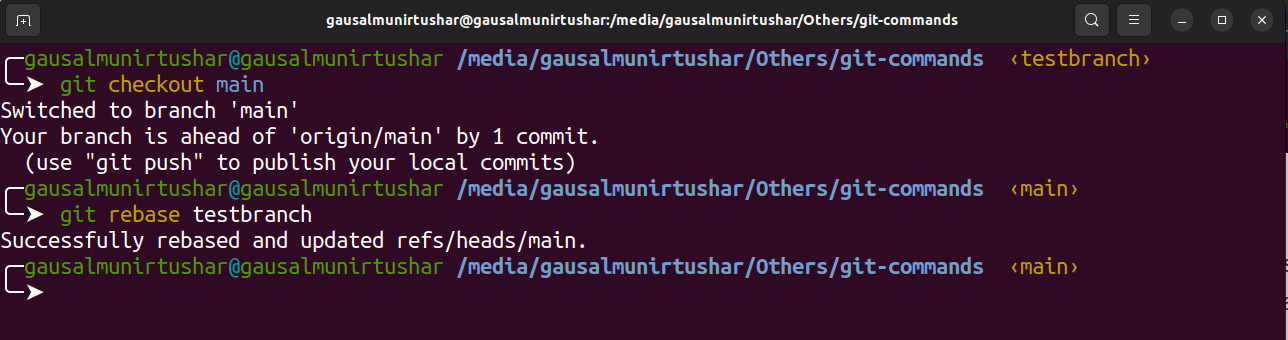 gausalmunirtushar@gausalmunirtushar:/media/gausalmunirtushar/Others/git-commands
gausalmunirtushar@gausalmunirtushar /media/gausalmunirtushar/Others/git-commands ‹testbranch›
git checkout main
Switched to branch 'main'
Your branch is ahead of 'origin/main' by 1 commit.
(use "git push" to publish your local commits)
gausalmunirtushar@gausalmunirtushar /media/gausalmunirtushar/Others/git-commands ‹main›
git rebase testbranch
Successfully rebased and updated refs/heads/main.
gausalmunirtushar@gausalmunirtushar /media/gausalmunirtushar/Others/git-commands ‹main›